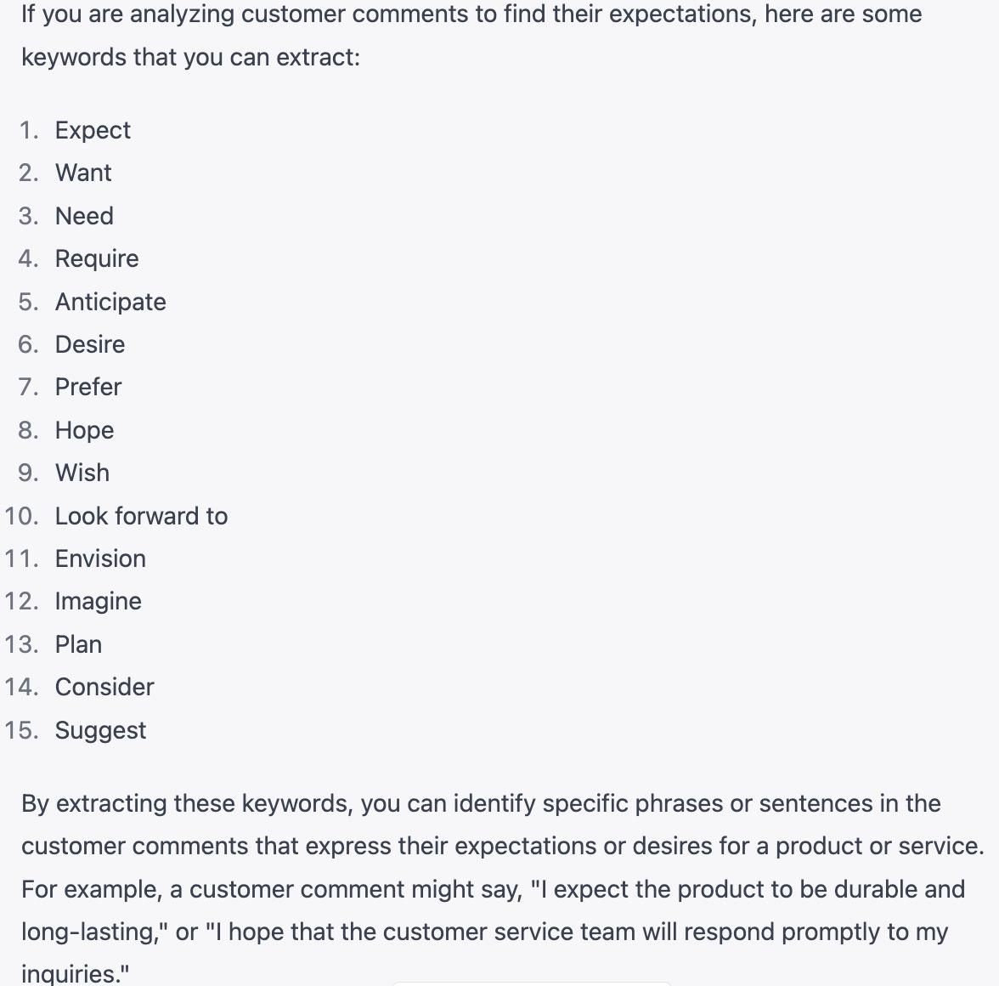 If you are analyzing customer comments to find their expectations, here are some
keywords that you can extract:
1. Expect
2. Want
3. Need
4. Require
5. Anticipate
6. Desire
7. Prefer
8. Hope
9. Wish
10. Look forward to
11. Envision
12. Imagine
13. Plan
14. Consider
15. Suggest
By extracting these keywords, you can identify specific phrases or sentences in the
customer comments that express their expectations or desires for a product or service.
For example, a customer comment might say, "I expect the product to be durable and
long-lasting," or "I hope that the customer service team will respond promptly to my
inquiries."